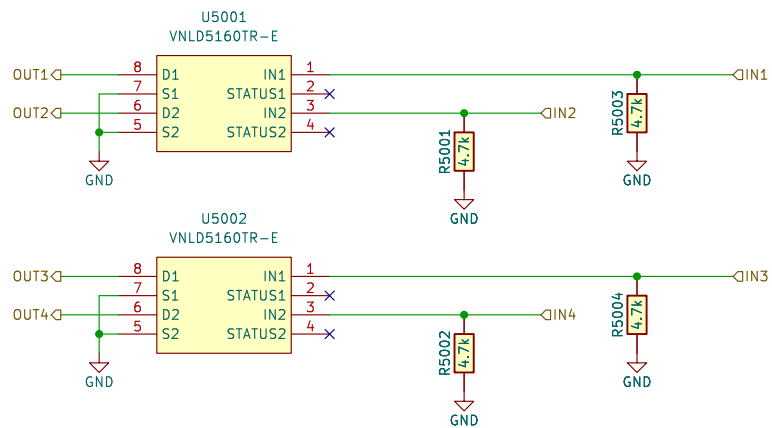 U5001
VNLD5160TR-E
OUT1 8 D1 IN1 1 IN1
7 S1 STATUS1 2
OUT2 6 D2 IN2 3 IN2
5 S2 STATUS2 4
R5003 4.7k
R5001 4.7k
GND
GND
GND
U5002
VNLD5160TR-E
OUT3 8 D1 IN1 1 IN3
7 S1 STATUS1 2
OUT4 6 D2 IN2 3 IN4
5 S2 STATUS2 4
R5004 4.7k
R5002 4.7k
GND
GND
GND